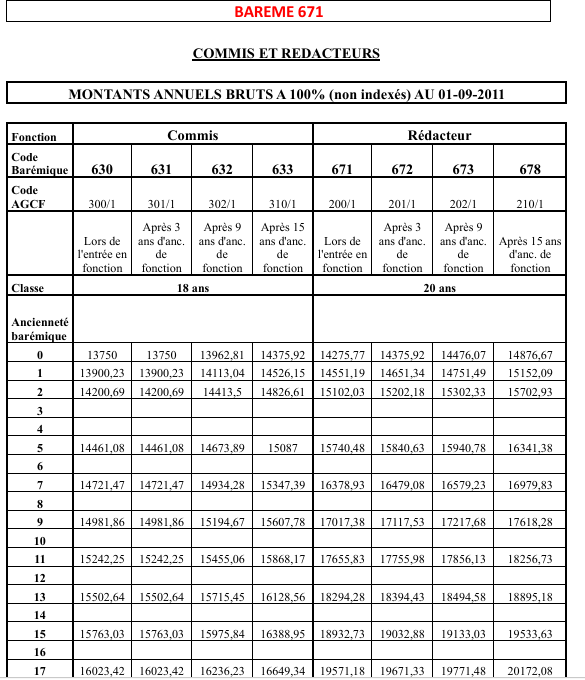 BAREME 671
COMMIS ET REDACTEURS
MONTANTS ANNUELS BRUTS A 100% (non indexés) AU 01-09-2011
Fonction Commis Rédacteur
Code Barémique 630 631 632 633 671 672 673 678
Code AGCF 300/1 301/1 302/1 310/1 200/1 201/1 202/1 210/1
Lors de l'entrée en fonction Après 3 ans d'anc. de fonction Après 9 ans d'anc. de fonction Après 15 ans d'anc. de fonction Lors de l'entrée en fonction Après 3 ans d'anc. de fonction Après 9 ans d'anc. de fonction Après 15 ans d'anc. de fonction
Classe 18 ans 20 ans
Ancienneté barémique
0 13750 13750 13962,81 14375,92 14275,77 14375,92 14476,07 14876,67
1 13900,23 13900,23 14113,04 14526,15 14551,19 14651,34 14751,49 15152,09
2 14200,69 14200,69 14413,5 14826,61 15102,03 15202,18 15302,33 15702,93
3
4
5 14461,08 14461,08 14673,89 15087 15740,48 15840,63 15940,78 16341,38
6
7 14721,47 14721,47 14934,28 15347,39 16378,93 16479,08 16579,23 16979,83
8
9 14981,86 14981,86 15194,67 15607,78 17017,38 17117,53 17217,68 17618,28
10
11 15242,25 15242,25 15455,06 15868,17 17655,83 17755,98 17856,13 18256,73
12
13 15502,64 15502,64 15715,45 16128,56 18294,28 18394,43 18494,58 18895,18
14
15 15763,03 15763,03 15975,84 16388,95 18932,73 19032,88 19133,03 19533,63
16
17 16023,42 16023,42 16236,23 16649,34 19571,18 19671,33 19771,48 20172,08